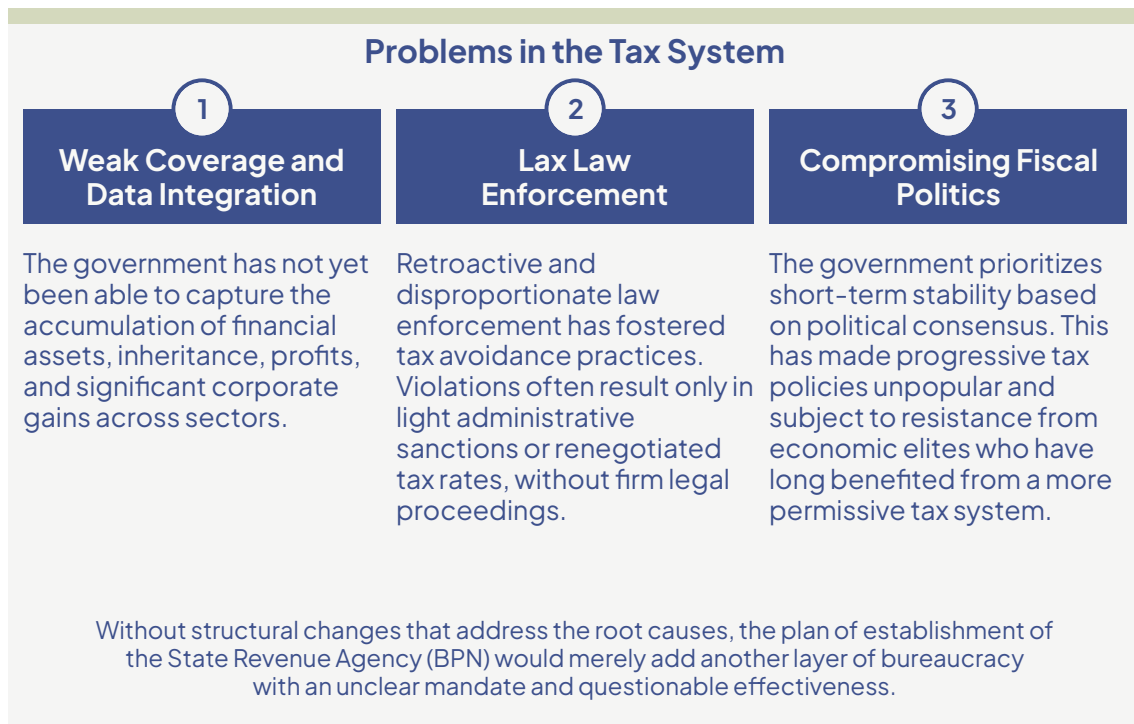 Problems in the Tax System
1
Weak Coverage and
Data Integration
The government has not yet
been able to capture the
accumulation of financial
assets, inheritance, profits,
and significant corporate
gains across sectors.
2
Lax Law
Enforcement
Retroactive and
disproportionate law
enforcement has fostered
tax avoidance practices.
Violations often result only in
light administrative
sanctions or renegotiated
tax rates, without firm legal
proceedings.
3
Compromising Fiscal
Politics
The government prioritizes
short-term stability based
on political consensus. This
has made progressive tax
policies unpopular and
subject to resistance from
economic elites who have
long benefited from a more
permissive tax system.
Without structural changes that address the root causes, the plan of establishment of
the State Revenue Agency (BPN) would merely add another layer of bureaucracy
with an unclear mandate and questionable effectiveness.